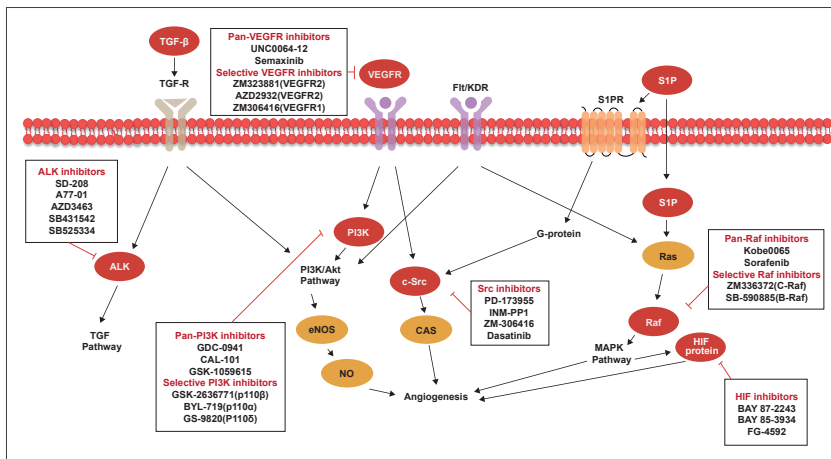 TGF-β
TGF-R
Pan-VEGFR inhibitors
UNC0064-12
Semaxinib
Selective VEGFR inhibitors
ZM323881(VEGFR2)
AZD2932(VEGFR2)
ZM306416(VEGFR1)
VEGFR
Flt/KDR
S1PR
S1P
ALK inhibitors
SD-208
A77-01
AZD3463
SB431542
SB525334
ALK
TGF
Pathway
PI3K
PI3K/Akt
Pathway
eNOS
NO
Pan-PI3K inhibitors
GDC-0941
CAL-101
GSK-1059615
Selective PI3K inhibitors
GSK-2636771(p110β)
BYL-719(p110α)
GS-9820(P110δ)
c-Src
CAS
Angiogenesis
Src inhibitors
PD-173955
INM-PP1
ZM-306416
Dasatinib
G-protein
S1P
Ras
Raf
MAPK
Pathway
HIF
protein
Pan-Raf inhibitors
Kobe0065
Sorafenib
Selective Raf inhibitors
ZM336372(C-Raf)
SB-590885(B-Raf)
HIF inhibitors
BAY 87-2243
BAY 85-3934
FG-4592